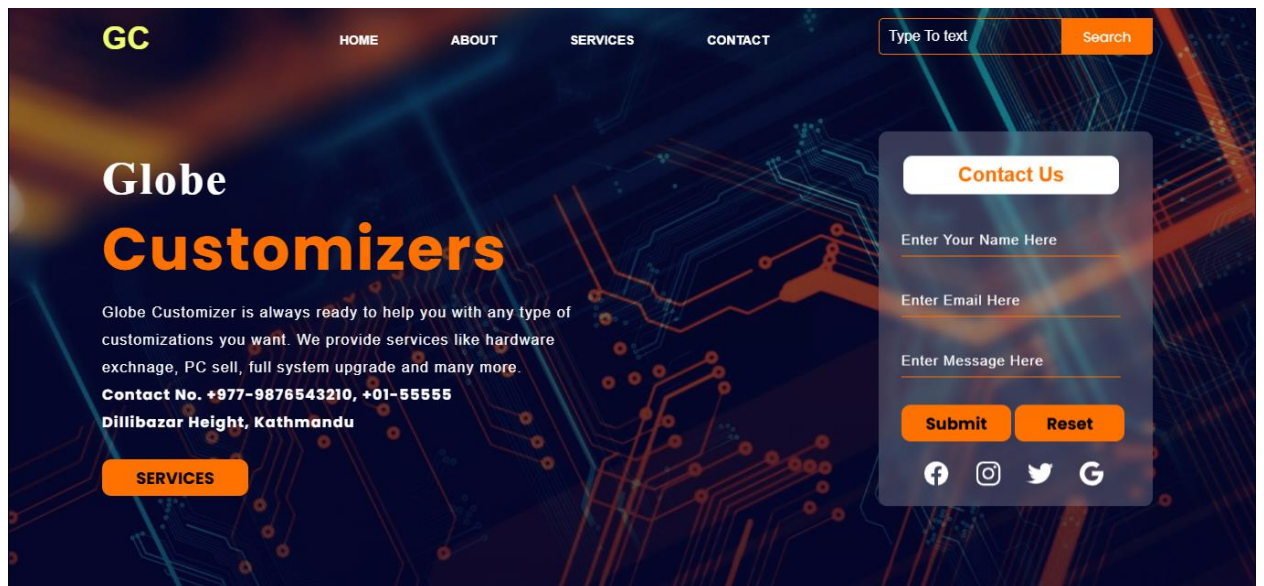 GC
HOME
ABOUT
SERVICES
CONTACT
Type To text
Search
Globe
Customizers
Globe Customizer is always ready to help you with any type of
customizations you want. We provide services like hardware
exchnage, PC sell, full system upgrade and many more.
Contact No. +977-9876543210, +01-55555
Dillibazar Height, Kathmandu
SERVICES
Contact Us
Enter Your Name Here
Enter Email Here
Enter Message Here
Submit
Reset